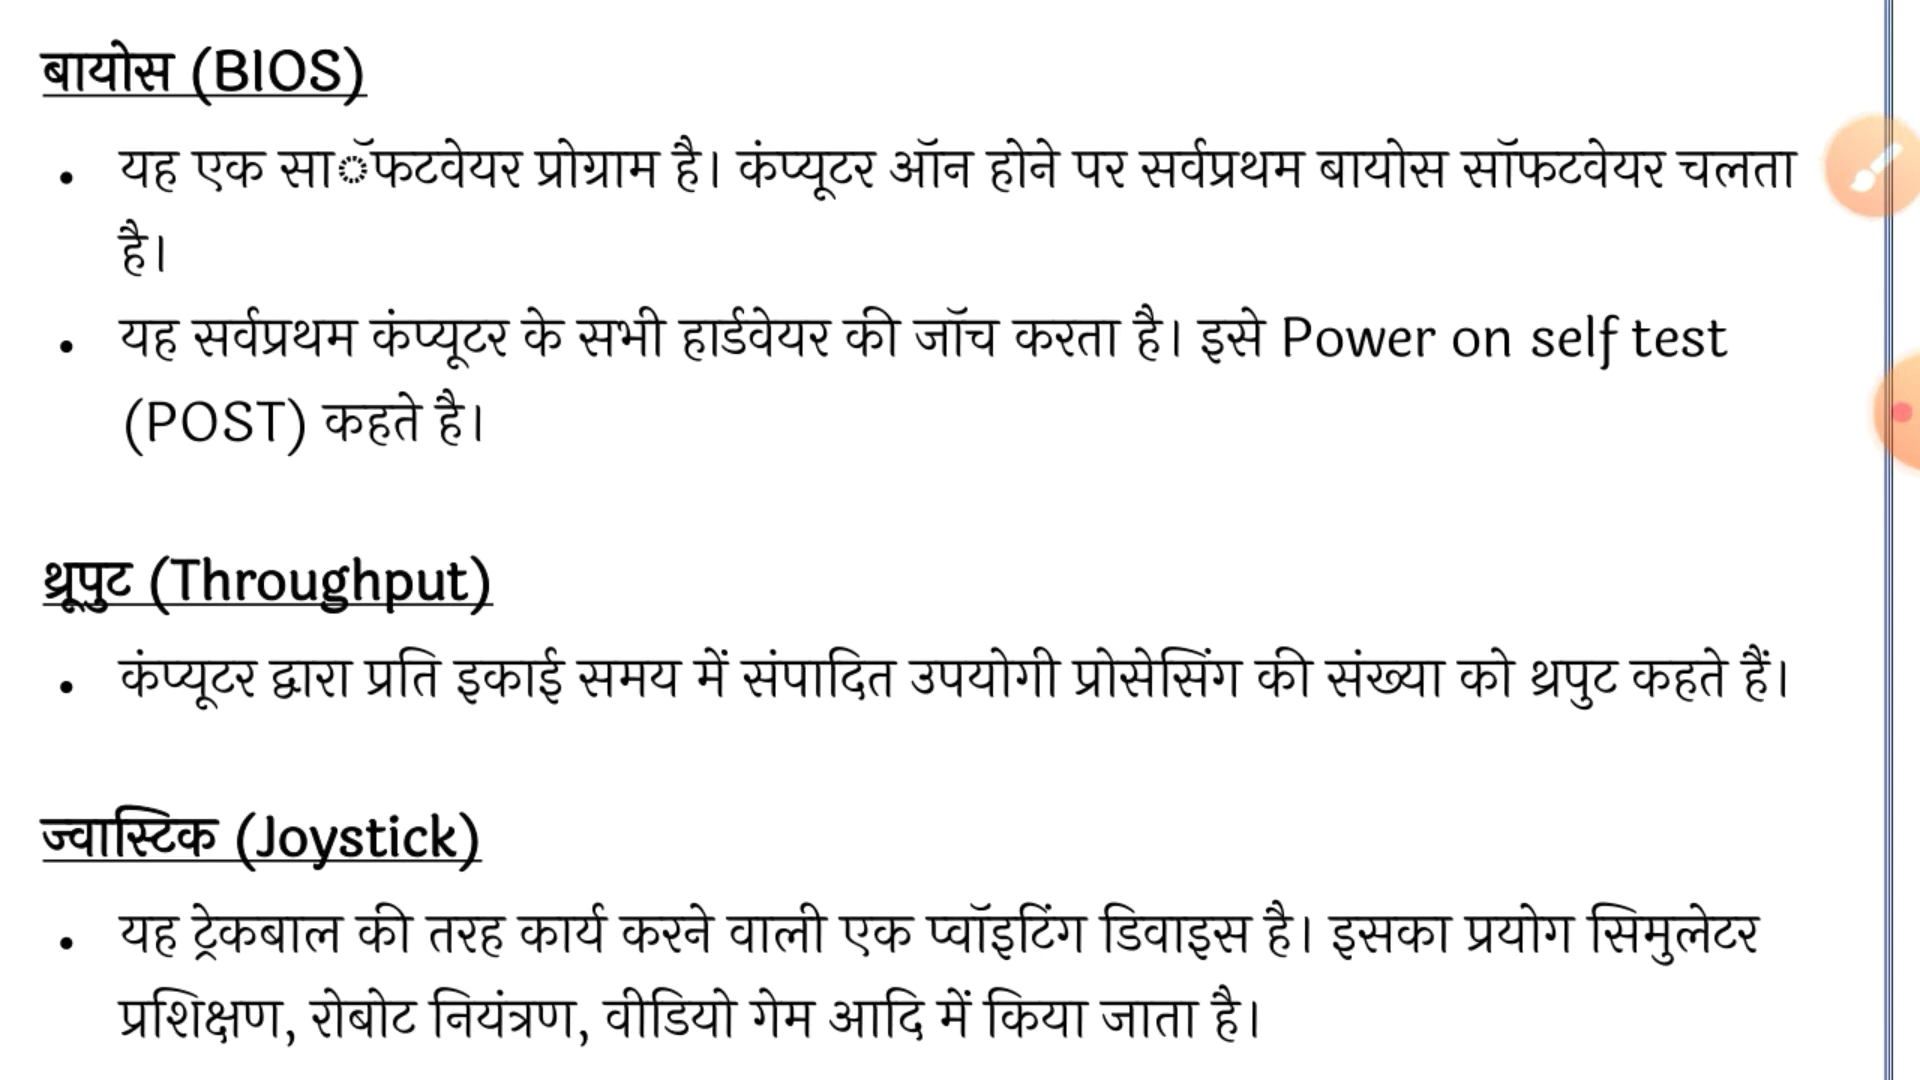 बायोस (BIOS)
• यह एक साॅफटवेयर प्रोग्राम है। कंप्यूटर ऑन होने पर सर्वप्रथम बायोस सॉफटवेयर चलता
है।
• यह सर्वप्रथम कंप्यूटर के सभी हार्डवेयर की जॉच करता है। इसे Power on self test
(POST) कहते है।
थ्रूपुट (Throughput)
• कंप्यूटर द्वारा प्रति इकाई समय में संपादित उपयोगी प्रोसेसिंग की संख्या को थ्रपुट कहते हैं।
ज्वास्टिक (Joystick)
• यह ट्रेकबाल की तरह कार्य करने वाली एक प्वॉइटिंग डिवाइस है। इसका प्रयोग सिमुलेटर
प्रशिक्षण, रोबोट नियंत्रण, वीडियो गेम आदि में किया जाता है।